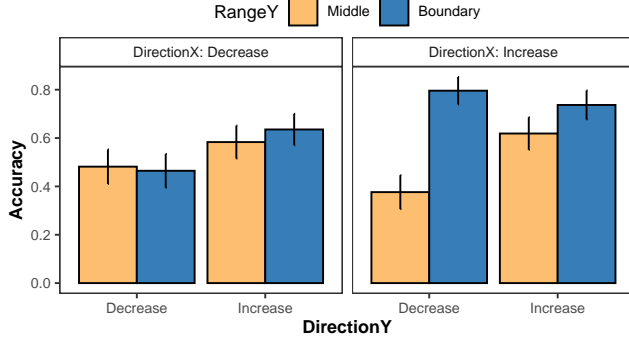 RangeY Middle Boundary
DirectionX: Decrease DirectionX: Increase
Accuracy
0.8
0.6
0.4
0.2
0.0
Decrease Increase Decrease Increase
DirectionY